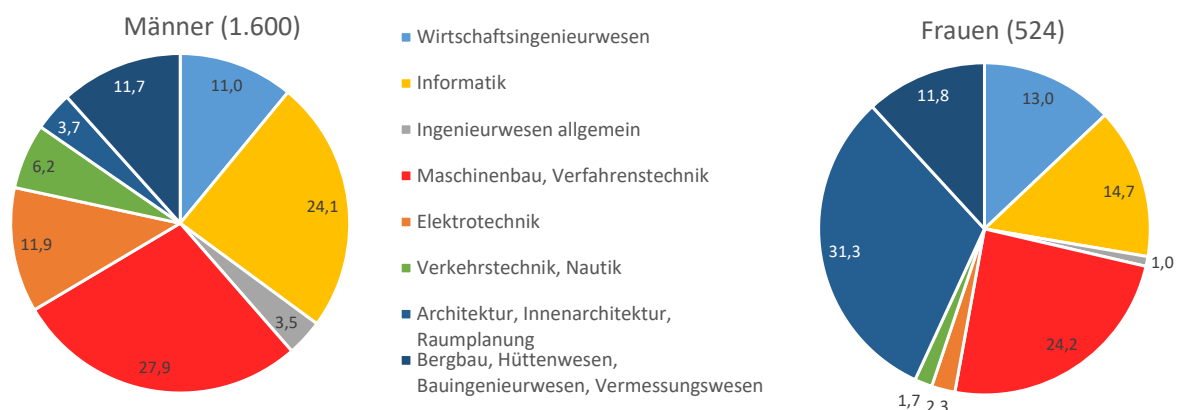 Männer (1.600)
11,0
24,1
3,5
27,9
11,9
6,2
3,7
11,7
Wirtschaftsingenieurwesen
Informatik
Ingenieurwesen allgemein
Maschinenbau, Verfahrenstechnik
Elektrotechnik
Verkehrstechnik, Nautik
Architektur, Innenarchitektur,
Raumplanung
Bergbau, Hüttenwesen,
Bauingenieurwesen, Vermessungswesen
Frauen (524)
13,0
14,7
1,0
24,2
2,3
1,7
31,3
11,8